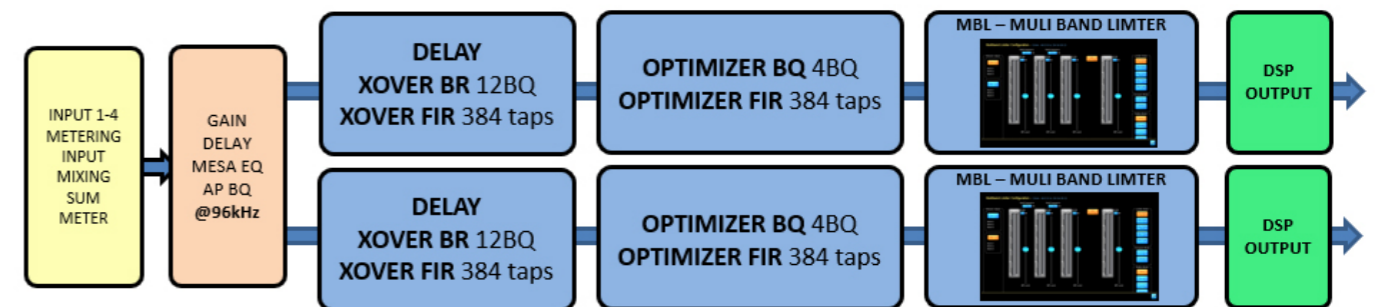 INPUT 1-4
METERING
INPUT
MIXING
SUM
METER
GAIN
DELAY
MESA EQ
AP BQ
@96kHz
DELAY
XOVER BR 12BQ
XOVER FIR 384 taps
OPTIMIZER BQ 4BQ
OPTIMIZER FIR 384 taps
MBL – MULI BAND LIMTER
DSP
OUTPUT
DELAY
XOVER BR 12BQ
XOVER FIR 384 taps
OPTIMIZER BQ 4BQ
OPTIMIZER FIR 384 taps
MBL – MULI BAND LIMTER
DSP
OUTPUT